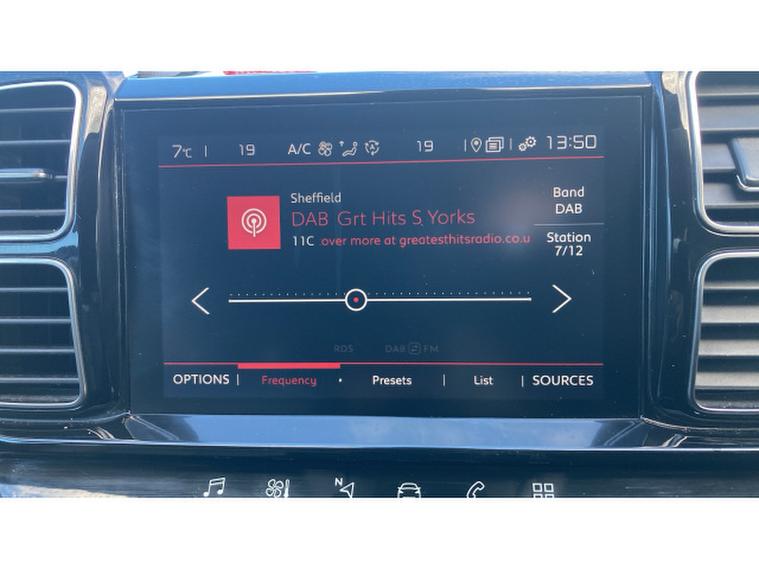 7°C | 19 A/C 19 | | 13:50
Sheffield
DAB Grt Hits S Yorks
11C over more at greatesthitsradio.co.u
Band
DAB
Station
7/12
RDS DAB FM
OPTIONS | Frequency · Presets | List | SOURCES
N